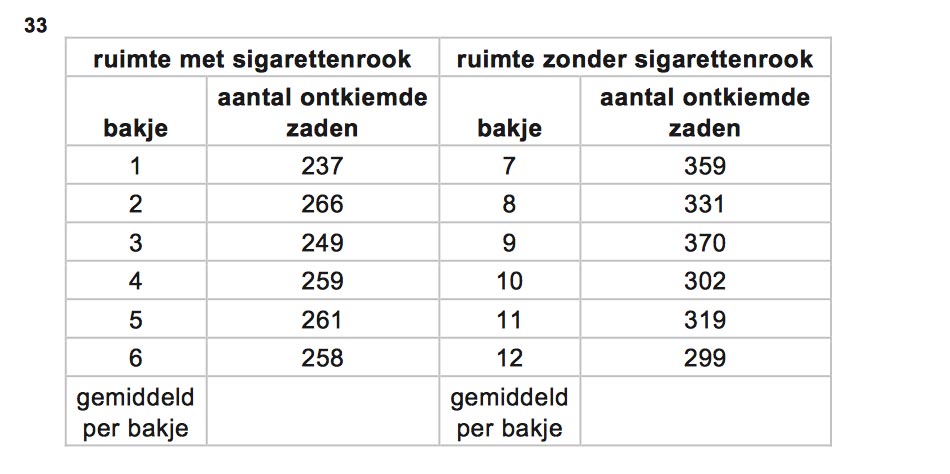 33
ruimte met sigarettenrook ruimte zonder sigarettenrook
bakje aantal ontkiemde zaden bakje aantal ontkiemde zaden
1 237 7 359
2 266 8 331
3 249 9 370
4 259 10 302
5 261 11 319
6 258 12 299
gemiddeld per bakje gemiddeld per bakje